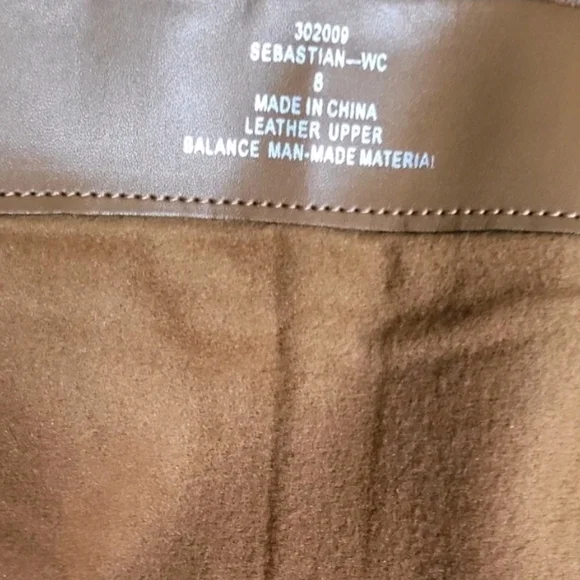 302009
SEBASTIAN—WC
8
MADE IN CHINA
LEATHER UPPER
BALANCE MAN-MADE MATERIAL